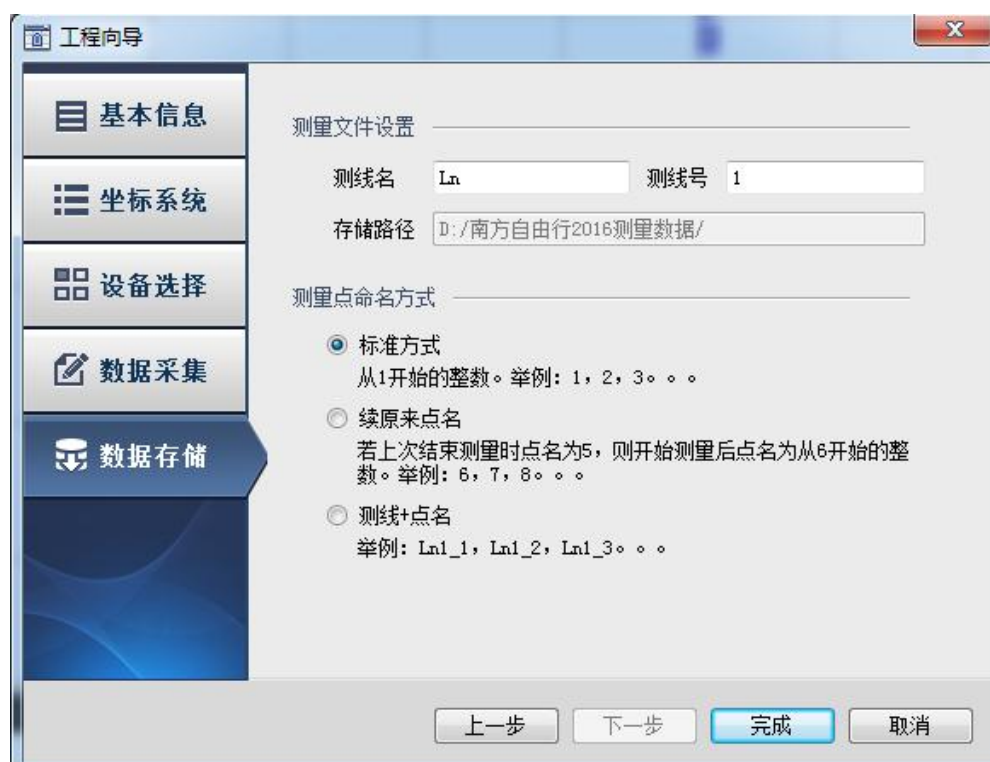 工程向导
基本信息
坐标系统
设备选择
数据采集
数据存储
测量文件设置
测线名 Ln 测线号 1
存储路径 D:/南方自由行2016测量数据/
测量点命名方式
标准方式
从1开始的整数。举例：1，2，3。。。
续原来点名
若上次结束测量时点名为5，则开始测量后点名为从6开始的整
数。举例：6，7，8。。。
测线+点名
举例：Ln1_1，Ln1_2，Ln1_3。。。
上一步 下一步 完成 取消